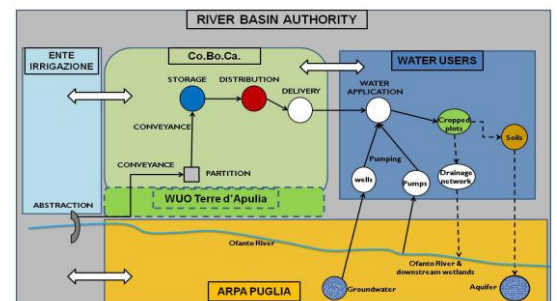 RIVER BASIN AUTHORITY
ENTE
IRRIGAZIONE
Co.Bo.Ca.
WATER USERS
STORAGE
DISTRIBUTION
DELIVERY
WATER
APPLICATION
CONVEYANCE
Cropped
plots
Soils
CONVEYANCE
PARTITION
Pumping
wells
Pumps
Drainage
network
ABSTRACTION
WUO Terre d'Apulia
Ofanto River
Ofanto River &
downstream wetlands
Groundwater
Aquifer
ARPA PUGLIA